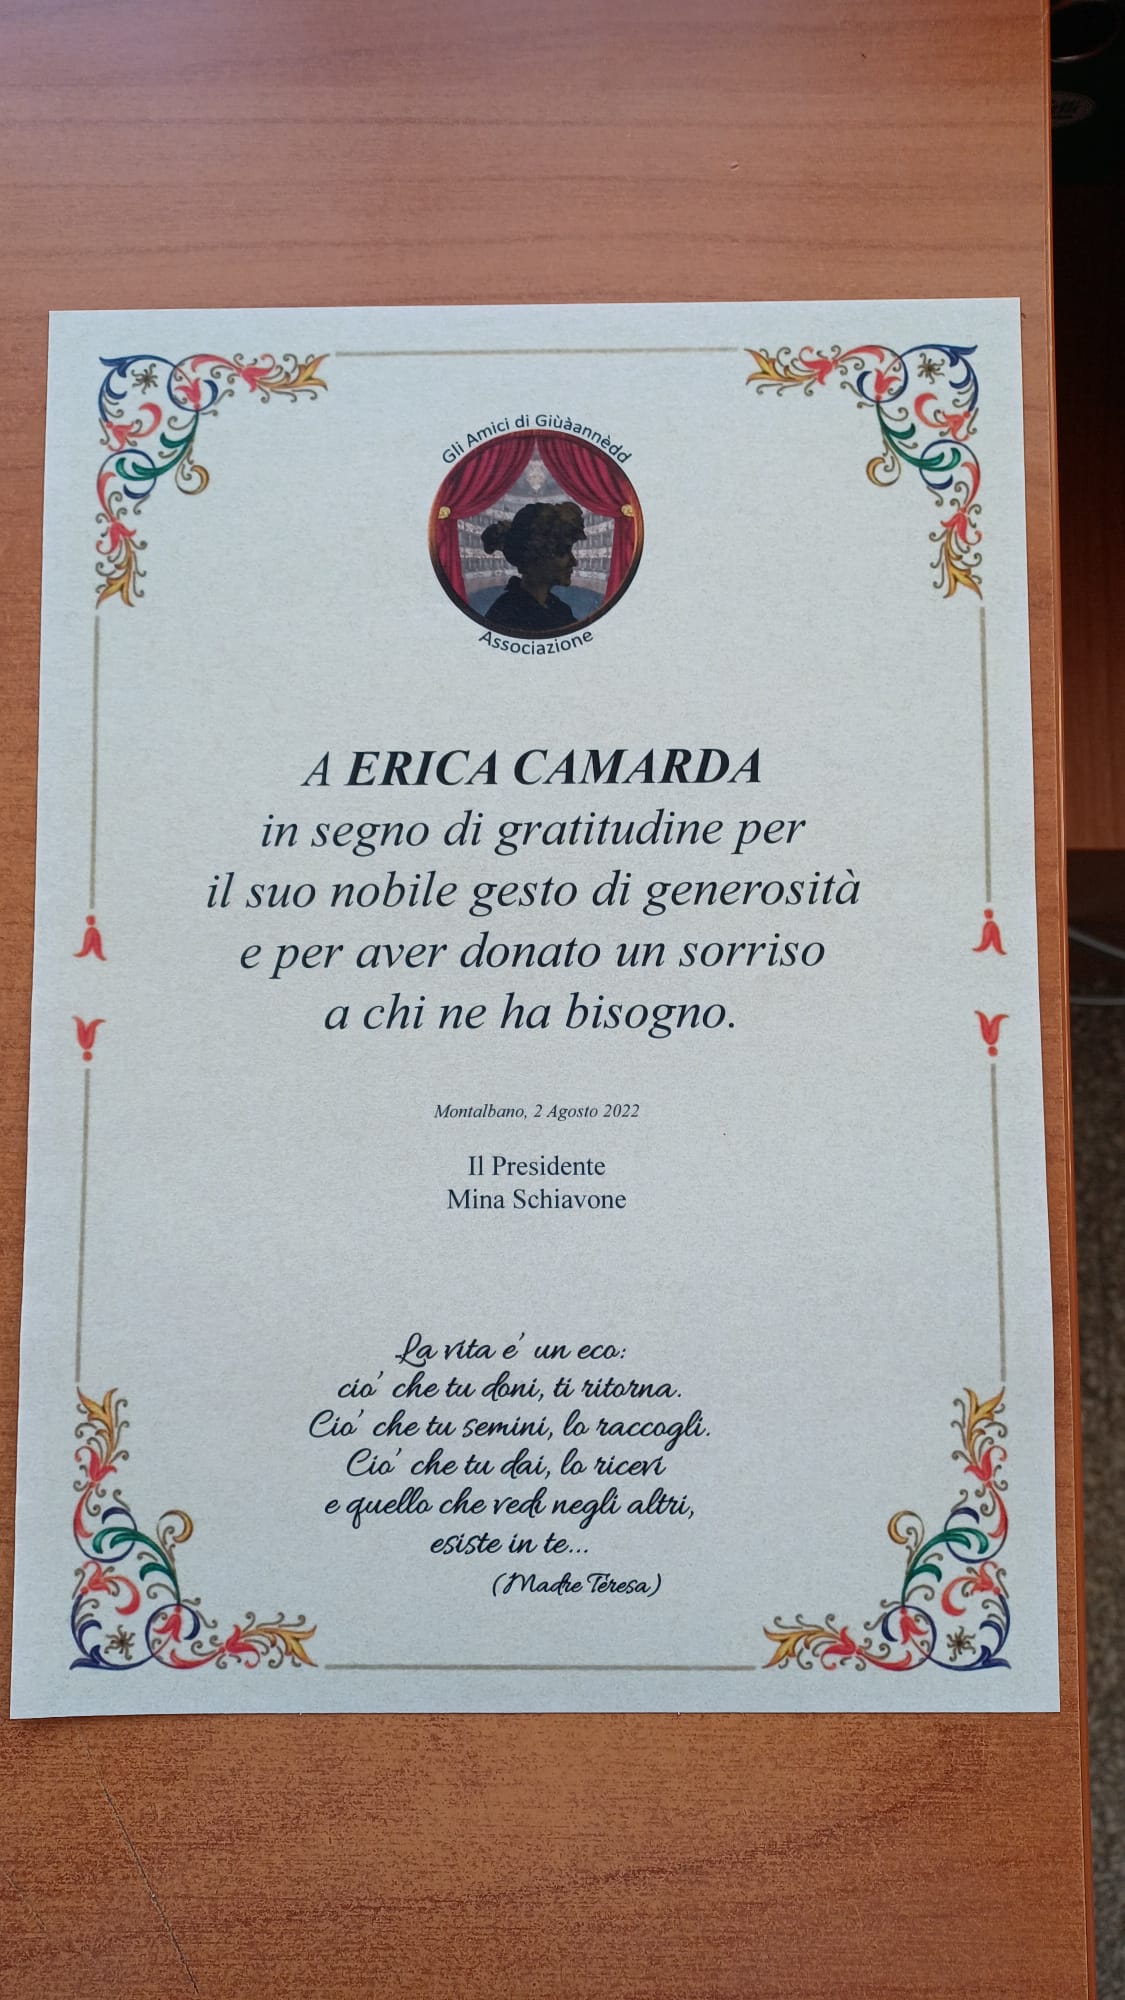 Gli Amici di Giùàannèdd
Associazione
A ERICA CAMARDA
in segno di gratitudine per
il suo nobile gesto di generosità
e per aver donato un sorriso
a chi ne ha bisogno.
Montalbano, 2 Agosto 2022
Il Presidente
Mina Schiavone
La vita e' un eco:
cio' che tu doni, ti ritorna.
Cio' che tu semini, lo raccogli.
Cio' che tu dai, lo ricevi
e quello che vedi negli altri,
esiste in te...
(Madre Teresa)